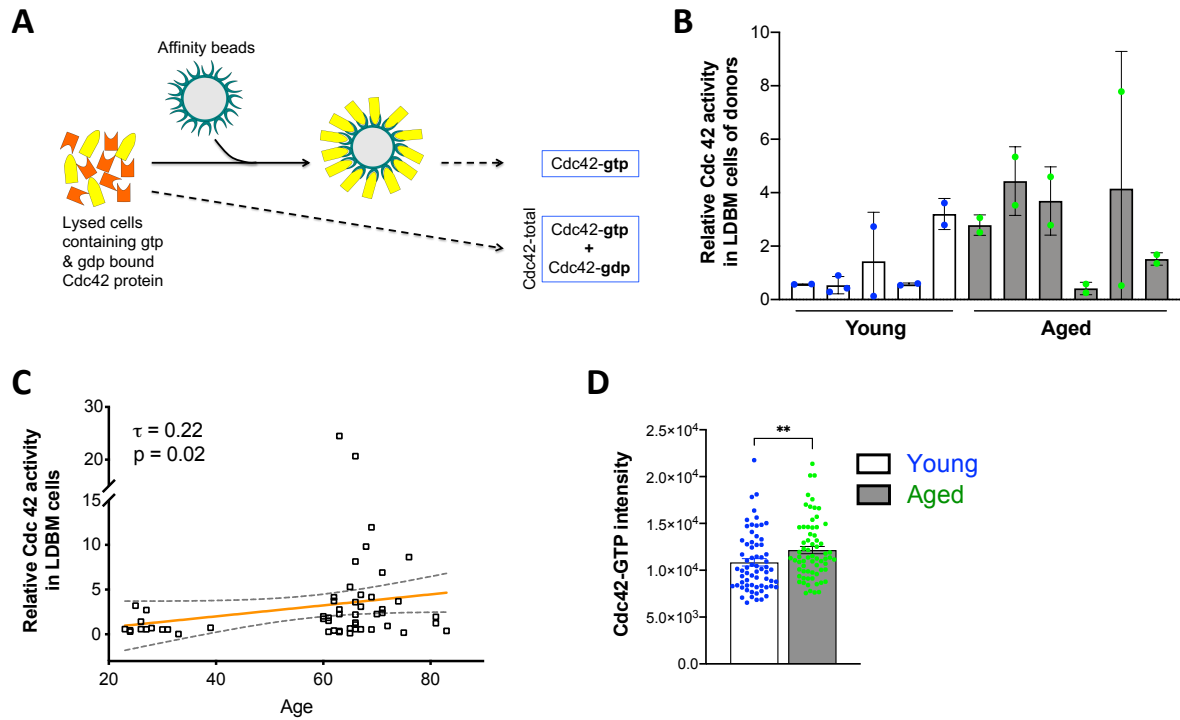 A
Affinity beads
Lysed cells
containing gtp
& gdp bound
Cdc42 protein
Cdc42-gtp
Cdc42-total
Cdc42-gtp
+
Cdc42-gdp
B
Relative Cdc 42 activity
in LDBM cells of donors
10
8
6
4
2
0
Young
Aged
C
Relative Cdc 42 activity
in LDBM cells
30
20
15
10
5
0
τ = 0.22
p = 0.02
20
40
60
80
Age
D
Cdc42-GTP intensity
2.5×10⁴
2.0×10⁴
1.5×10⁴
1.0×10⁴
5.0×10³
0.0
**
Young
Aged